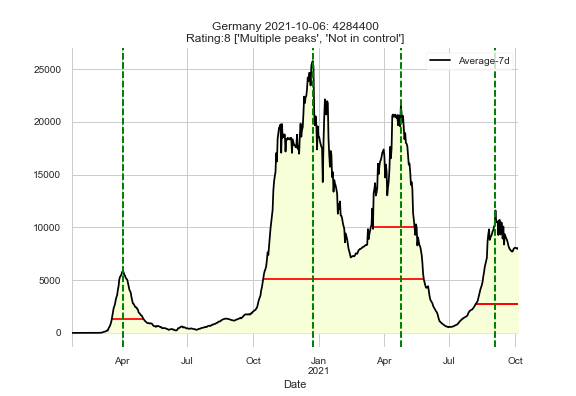 Germany 2021-10-06: 4284400
Rating:8 ['Multiple peaks', 'Not in control']
Average-7d
25000
20000
15000
10000
5000
0
Apr Jul Oct Jan Apr Jul Oct
2021
Date